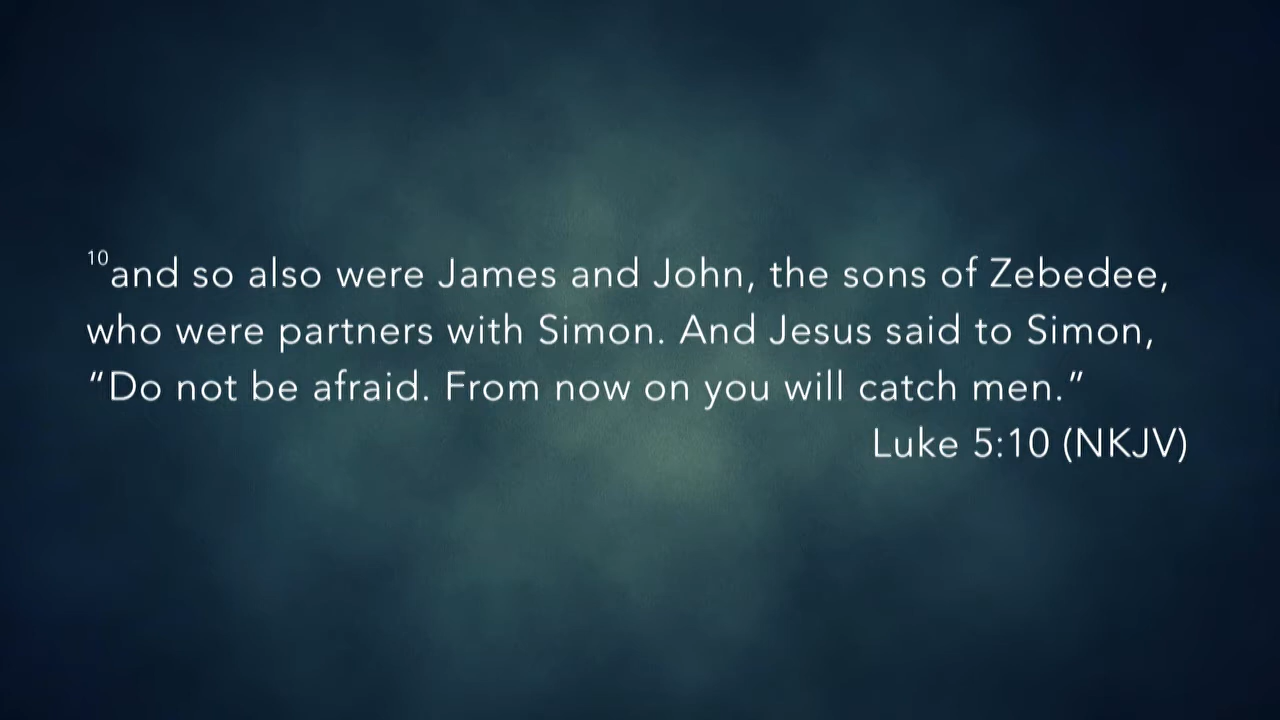 10and so also were James and John, the sons of Zebedee,
who were partners with Simon. And Jesus said to Simon,
“Do not be afraid. From now on you will catch men.”
Luke 5:10 (NKJV)